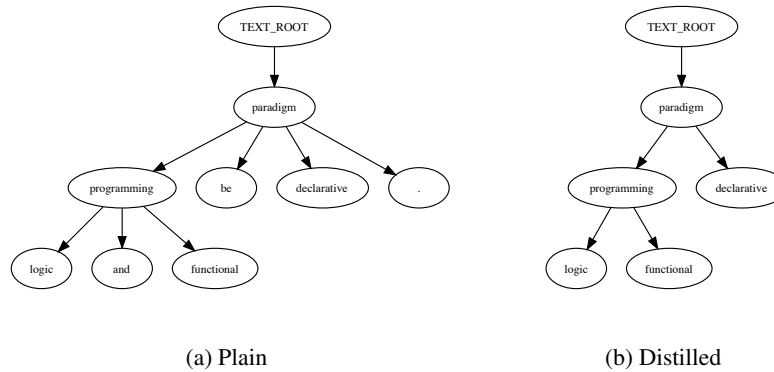 TEXT_ROOT TEXT_ROOT
paradigm paradigm
programming be declarative . programming declarative
logic and functional logic functional
(a) Plain (b) Distilled